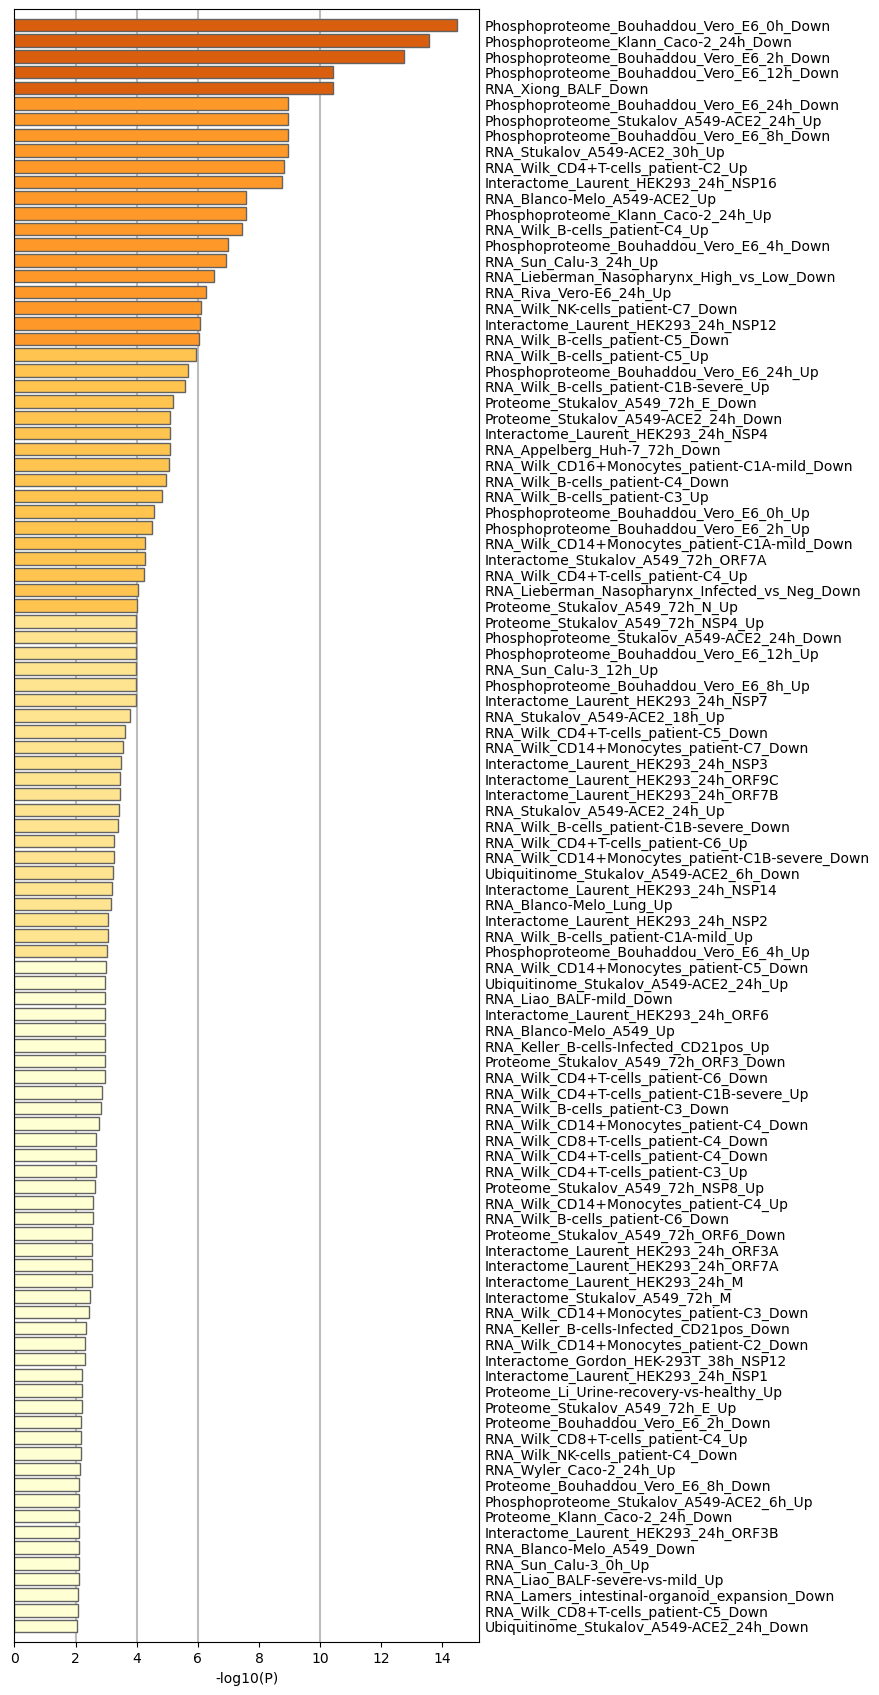 Phosphoproteome_Bouhaddou_Vero_E6_0h_Down
Phosphoproteome_Klann_Caco-2_24h_Down
Phosphoproteome_Bouhaddou_Vero_E6_2h_Down
Phosphoproteome_Bouhaddou_Vero_E6_12h_Down
RNA_Xiong_BALF_Down
Phosphoproteome_Bouhaddou_Vero_E6_24h_Down
Phosphoproteome_Stukalov_A549-ACE2_24h_Up
Phosphoproteome_Bouhaddou_Vero_E6_8h_Down
RNA_Stukalov_A549-ACE2_30h_Up
RNA_Wilk_CD4+T-cells_patient-C2_Up
Interactome_Laurent_HEK293_24h_NSP16
RNA_Blanco-Melo_A549-ACE2_Up
Phosphoproteome_Klann_Caco-2_24h_Up
RNA_Wilk_B-cells_patient-C4_Up
Phosphoproteome_Bouhaddou_Vero_E6_4h_Down
RNA_Sun_Calu-3_24h_Up
RNA_Lieberman_Nasopharynx_High_vs_Low_Down
RNA_Riva_Vero-E6_24h_Up
RNA_Wilk_NK-cells_patient-C7_Down
Interactome_Laurent_HEK293_24h_NSP12
RNA_Wilk_B-cells_patient-C5_Down
RNA_Wilk_B-cells_patient-C5_Up
Phosphoproteome_Bouhaddou_Vero_E6_24h_Up
RNA_Wilk_B-cells_patient-C1B-severe_Up
Proteome_Stukalov_A549_72h_E_Down
Proteome_Stukalov_A549-ACE2_24h_Down
Interactome_Laurent_HEK293_24h_NSP4
RNA_Appelberg_Huh-7_72h_Down
RNA_Wilk_CD16+Monocytes_patient-C1A-mild_Down
RNA_Wilk_B-cells_patient-C4_Down
RNA_Wilk_B-cells_patient-C3_Up
Phosphoproteome_Bouhaddou_Vero_E6_0h_Up
Phosphoproteome_Bouhaddou_Vero_E6_2h_Up
RNA_Wilk_CD14+Monocytes_patient-C1A-mild_Down
Interactome_Stukalov_A549_72h_ORF7A
RNA_Wilk_CD4+T-cells_patient-C4_Up
RNA_Lieberman_Nasopharynx_Infected_vs_Neg_Down
Proteome_Stukalov_A549_72h_N_Up
Proteome_Stukalov_A549_72h_NSP4_Up
Phosphoproteome_Stukalov_A549-ACE2_24h_Down
Phosphoproteome_Bouhaddou_Vero_E6_12h_Up
RNA_Sun_Calu-3_12h_Up
Phosphoproteome_Bouhaddou_Vero_E6_8h_Up
Interactome_Laurent_HEK293_24h_NSP7
RNA_Stukalov_A549-ACE2_18h_Up
RNA_Wilk_CD4+T-cells_patient-C5_Down
RNA_Wilk_CD14+Monocytes_patient-C7_Down
Interactome_Laurent_HEK293_24h_NSP3
Interactome_Laurent_HEK293_24h_ORF9C
Interactome_Laurent_HEK293_24h_ORF7B
RNA_Stukalov_A549-ACE2_24h_Up
RNA_Wilk_B-cells_patient-C1B-severe_Down
RNA_Wilk_CD4+T-cells_patient-C6_Up
RNA_Wilk_CD14+Monocytes_patient-C1B-severe_Down
Ubiquitinome_Stukalov_A549-ACE2_6h_Down
Interactome_Laurent_HEK293_24h_NSP14
RNA_Blanco-Melo_Lung_Up
Interactome_Laurent_HEK293_24h_NSP2
RNA_Wilk_B-cells_patient-C1A-mild_Up
Phosphoproteome_Bouhaddou_Vero_E6_4h_Up
RNA_Wilk_CD14+Monocytes_patient-C5_Down
Ubiquitinome_Stukalov_A549-ACE2_24h_Up
RNA_Liao_BALF-mild_Down
Interactome_Laurent_HEK293_24h_ORF6
RNA_Blanco-Melo_A549_Up
RNA_Keller_B-cells-Infected_CD21pos_Up
Proteome_Stukalov_A549_72h_ORF3_Down
RNA_Wilk_CD4+T-cells_patient-C6_Down
RNA_Wilk_CD4+T-cells_patient-C1B-severe_Up
RNA_Wilk_B-cells_patient-C3_Down
RNA_Wilk_CD14+Monocytes_patient-C4_Down
RNA_Wilk_CD8+T-cells_patient-C4_Down
RNA_Wilk_CD4+T-cells_patient-C4_Down
RNA_Wilk_CD4+T-cells_patient-C3_Up
Proteome_Stukalov_A549_72h_NSP8_Up
RNA_Wilk_CD14+Monocytes_patient-C4_Up
RNA_Wilk_B-cells_patient-C6_Down
Proteome_Stukalov_A549_72h_ORF6_Down
Interactome_Laurent_HEK293_24h_ORF3A
Interactome_Laurent_HEK293_24h_ORF7A
Interactome_Laurent_HEK293_24h_M
Interactome_Stukalov_A549_72h_M
RNA_Wilk_CD14+Monocytes_patient-C3_Down
RNA_Keller_B-cells-Infected_CD21pos_Down
RNA_Wilk_CD14+Monocytes_patient-C2_Down
Interactome_Gordon_HEK-293T_38h_NSP12
Interactome_Laurent_HEK293_24h_NSP1
Proteome_Li_Urine-recovery-vs-healthy_Up
Proteome_Stukalov_A549_72h_E_Up
Proteome_Bouhaddou_Vero_E6_2h_Down
RNA_Wilk_CD8+T-cells_patient-C4_Up
RNA_Wilk_NK-cells_patient-C4_Down
RNA_Wyler_Caco-2_24h_Up
Proteome_Bouhaddou_Vero_E6_8h_Down
Phosphoproteome_Stukalov_A549-ACE2_6h_Up
Proteome_Klann_Caco-2_24h_Down
Interactome_Laurent_HEK293_24h_ORF3B
RNA_Blanco-Melo_A549_Down
RNA_Sun_Calu-3_0h_Up
RNA_Liao_BALF-severe-vs-mild_Up
RNA_Lamers_intestinal-organoid_expansion_Down
RNA_Wilk_CD8+T-cells_patient-C5_Down
Ubiquitinome_Stukalov_A549-ACE2_24h_Down
0 2 4 6 8 10 12 14
-log10(P)